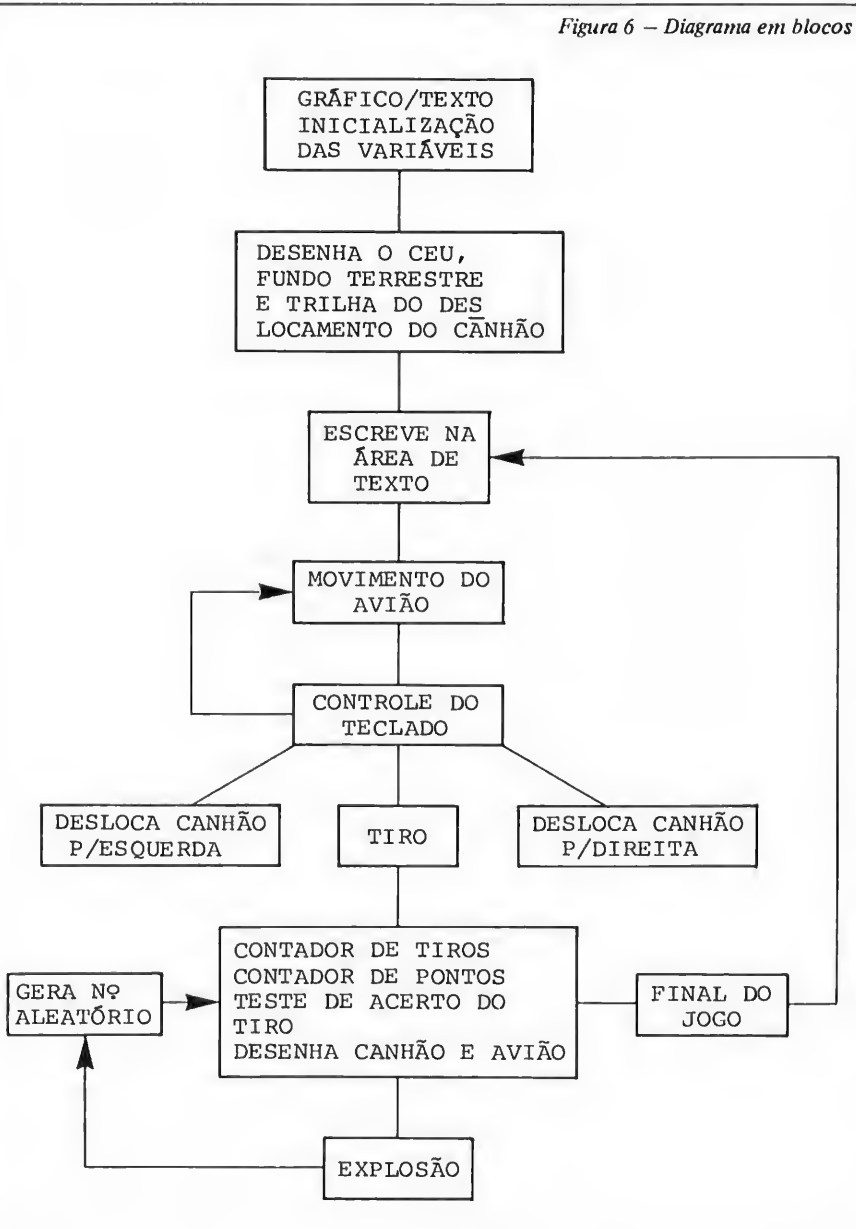 Figura 6 — Diagrama em blocos
GRÁFICO/TEXTO
INICIALIZAÇÃO
DAS VARIÁVEIS
DESENHA O CEU,
FUNDO TERRESTRE
E TRILHA DO DES
LOCAMENTO DO CANHÃO
ESCREVE NA
ÁREA DE
TEXTO
MOVIMENTO DO
AVIÃO
CONTROLE DO
TECLADO
DESLOCA CANHÃO
P/ESQUERDA
TIRO
DESLOCA CANHÃO
P/DIREITA
CONTADOR DE TIROS
CONTADOR DE PONTOS
TESTE DE ACERTO DO
TIRO
DESENHA CANHÃO E AVIÃO
GERA Nº
ALEATÓRIO
FINAL DO
JOGO
EXPLOSÃO